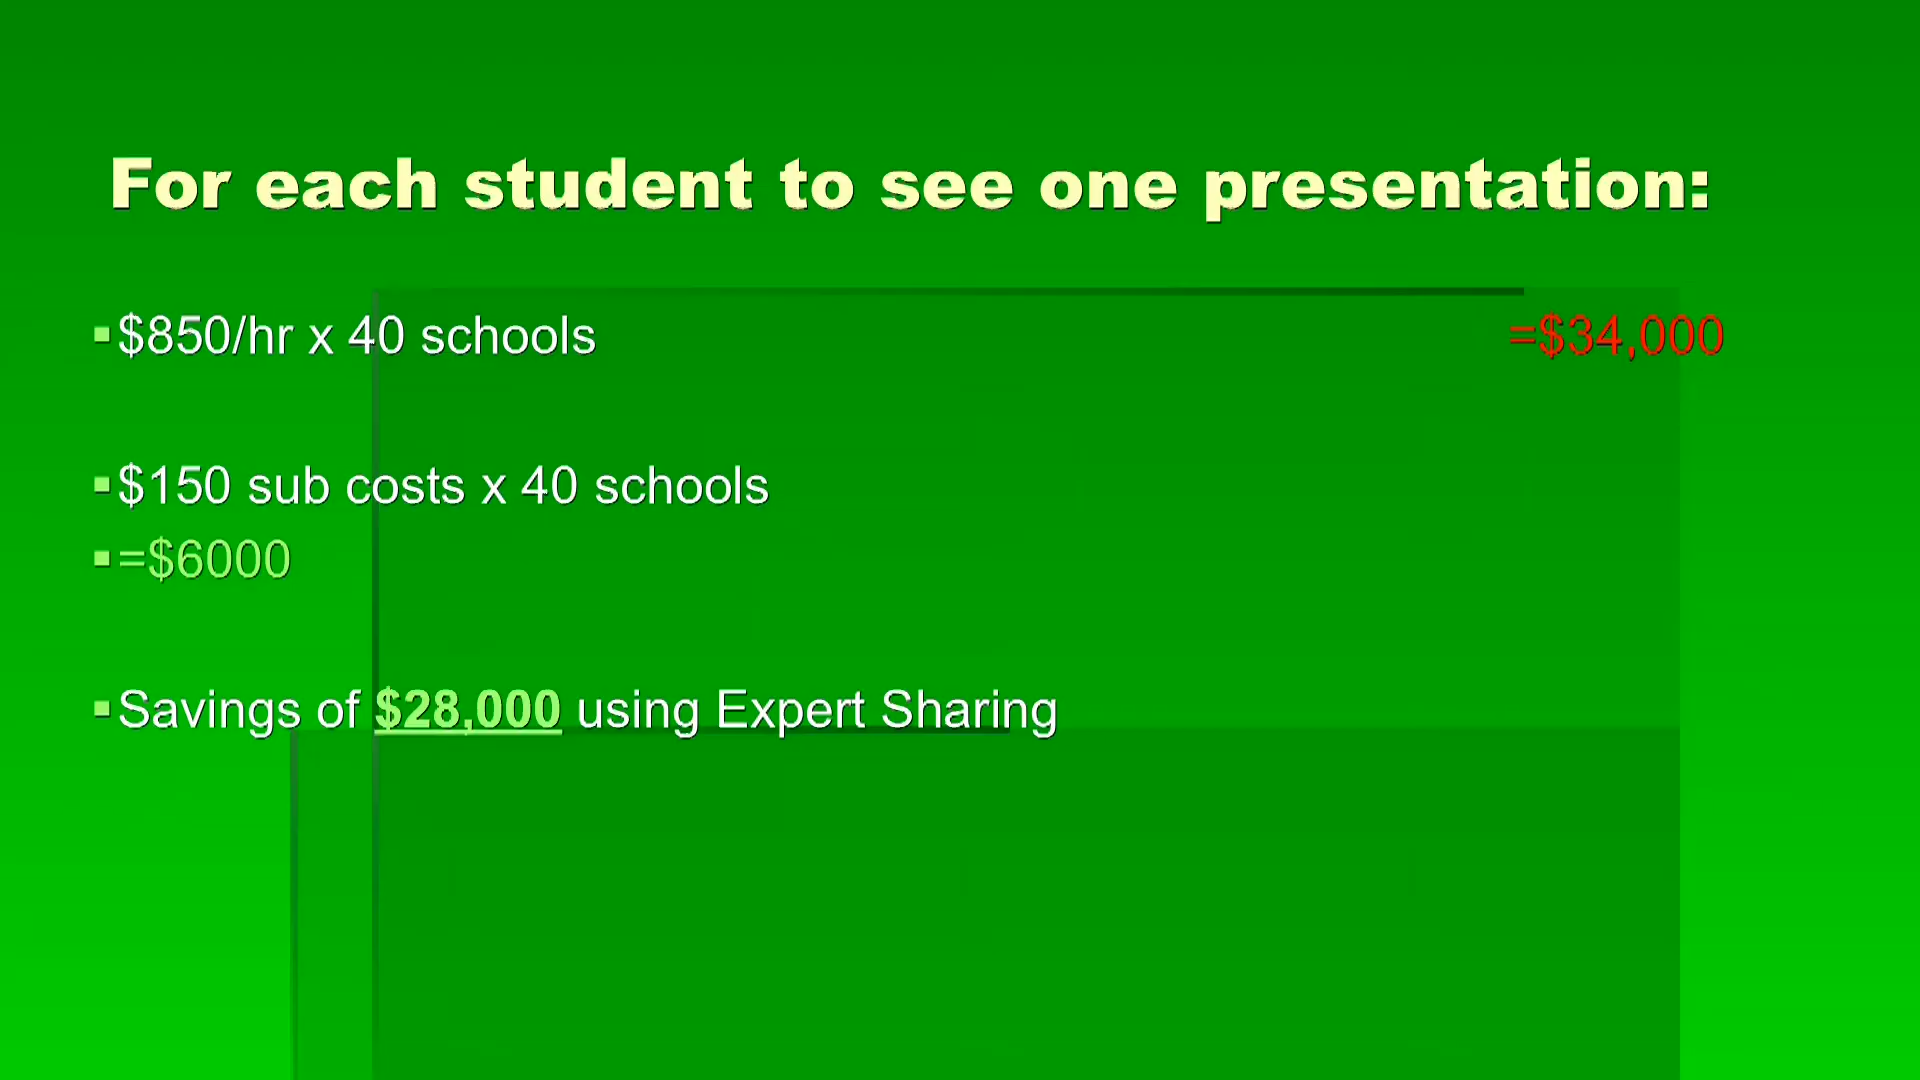 For each student to see one presentation:
$850/hr x 40 schools =$34,000
$150 sub costs x 40 schools
=$6000
Savings of $28,000 using Expert Sharing